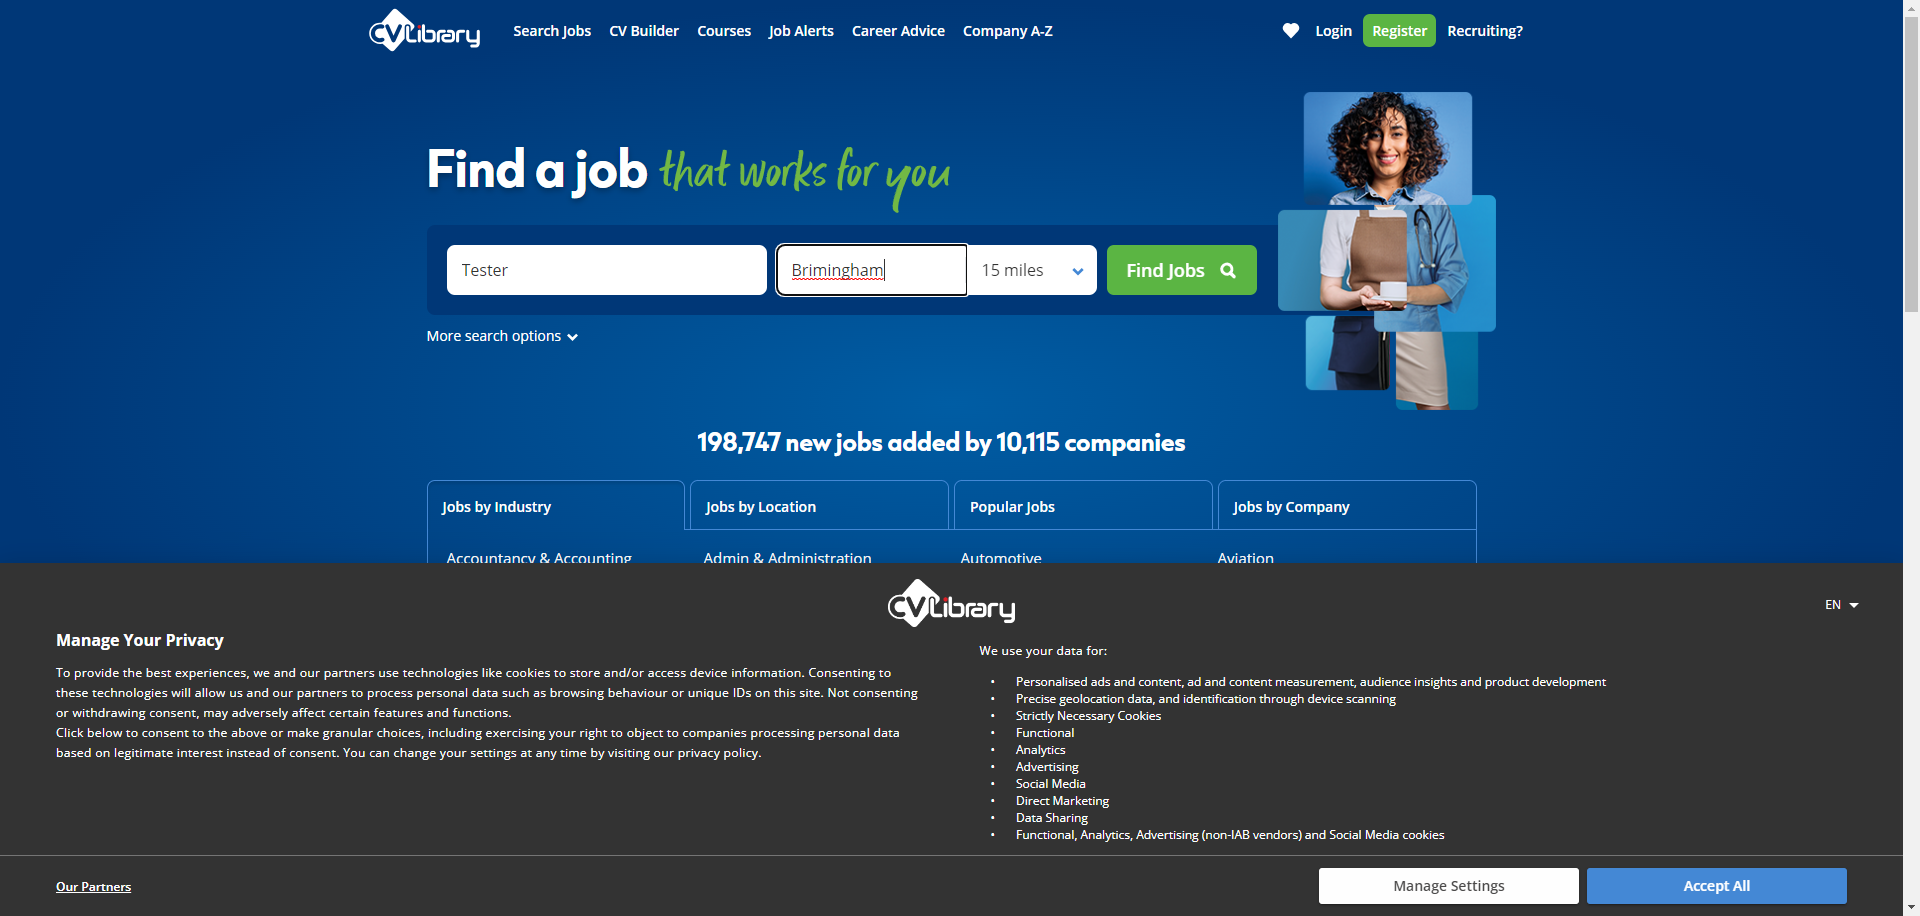 CVLibrary
Search Jobs
CV Builder
Courses
Job Alerts
Career Advice
Company A-Z
Login
Register
Recruiting?
Find a job that works for you
Tester
Brimingham
15 miles
Find Jobs
More search options
198,747 new jobs added by 10,115 companies
Jobs by Industry
Jobs by Location
Popular Jobs
Jobs by Company
Accountancy & Accounting
Admin & Administration
Automotive
Aviation
CVLibrary
EN
Manage Your Privacy
To provide the best experiences, we and our partners use technologies like cookies to store and/or access device information. Consenting to
these technologies will allow us and our partners to process personal data such as browsing behaviour or unique IDs on this site. Not consenting
or withdrawing consent, may adversely affect certain features and functions.
Click below to consent to the above or make granular choices, including exercising your right to object to companies processing personal data
based on legitimate interest instead of consent. You can change your settings at any time by visiting our privacy policy.
We use your data for:
• Personalised ads and content, ad and content measurement, audience insights and product development
• Precise geolocation data, and identification through device scanning
• Strictly Necessary Cookies
• Functional
• Analytics
• Advertising
• Social Media
• Direct Marketing
• Data Sharing
• Functional, Analytics, Advertising (non-IAB vendors) and Social Media cookies
Our Partners
Manage Settings
Accept All